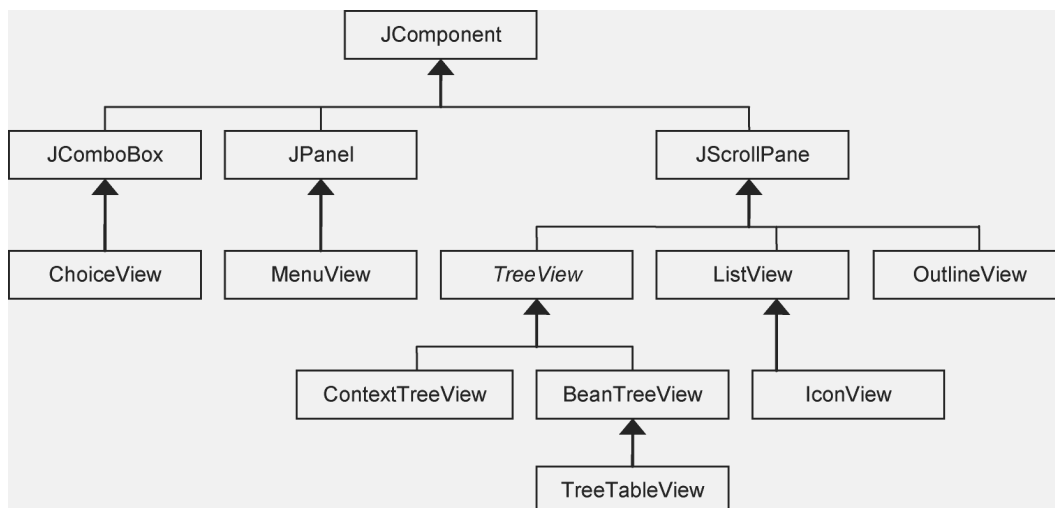 JComponent
JComboBox
JPanel
JScrollPane
ChoiceView
MenuView
TreeView
ListView
OutlineView
ContextTreeView
BeanTreeView
IconView
TreeTableView